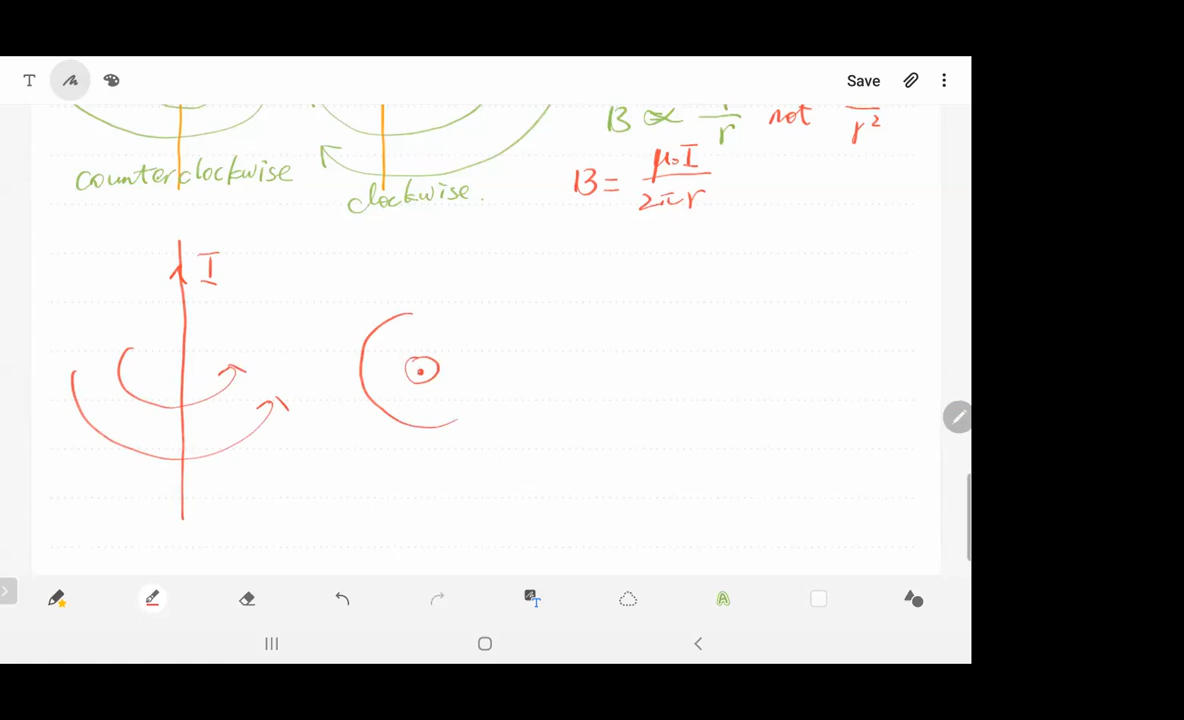 T Save
B ∝ 1/r not 1/r²
counterclockwise
clockwise.
B = μ₀I/2πr
I